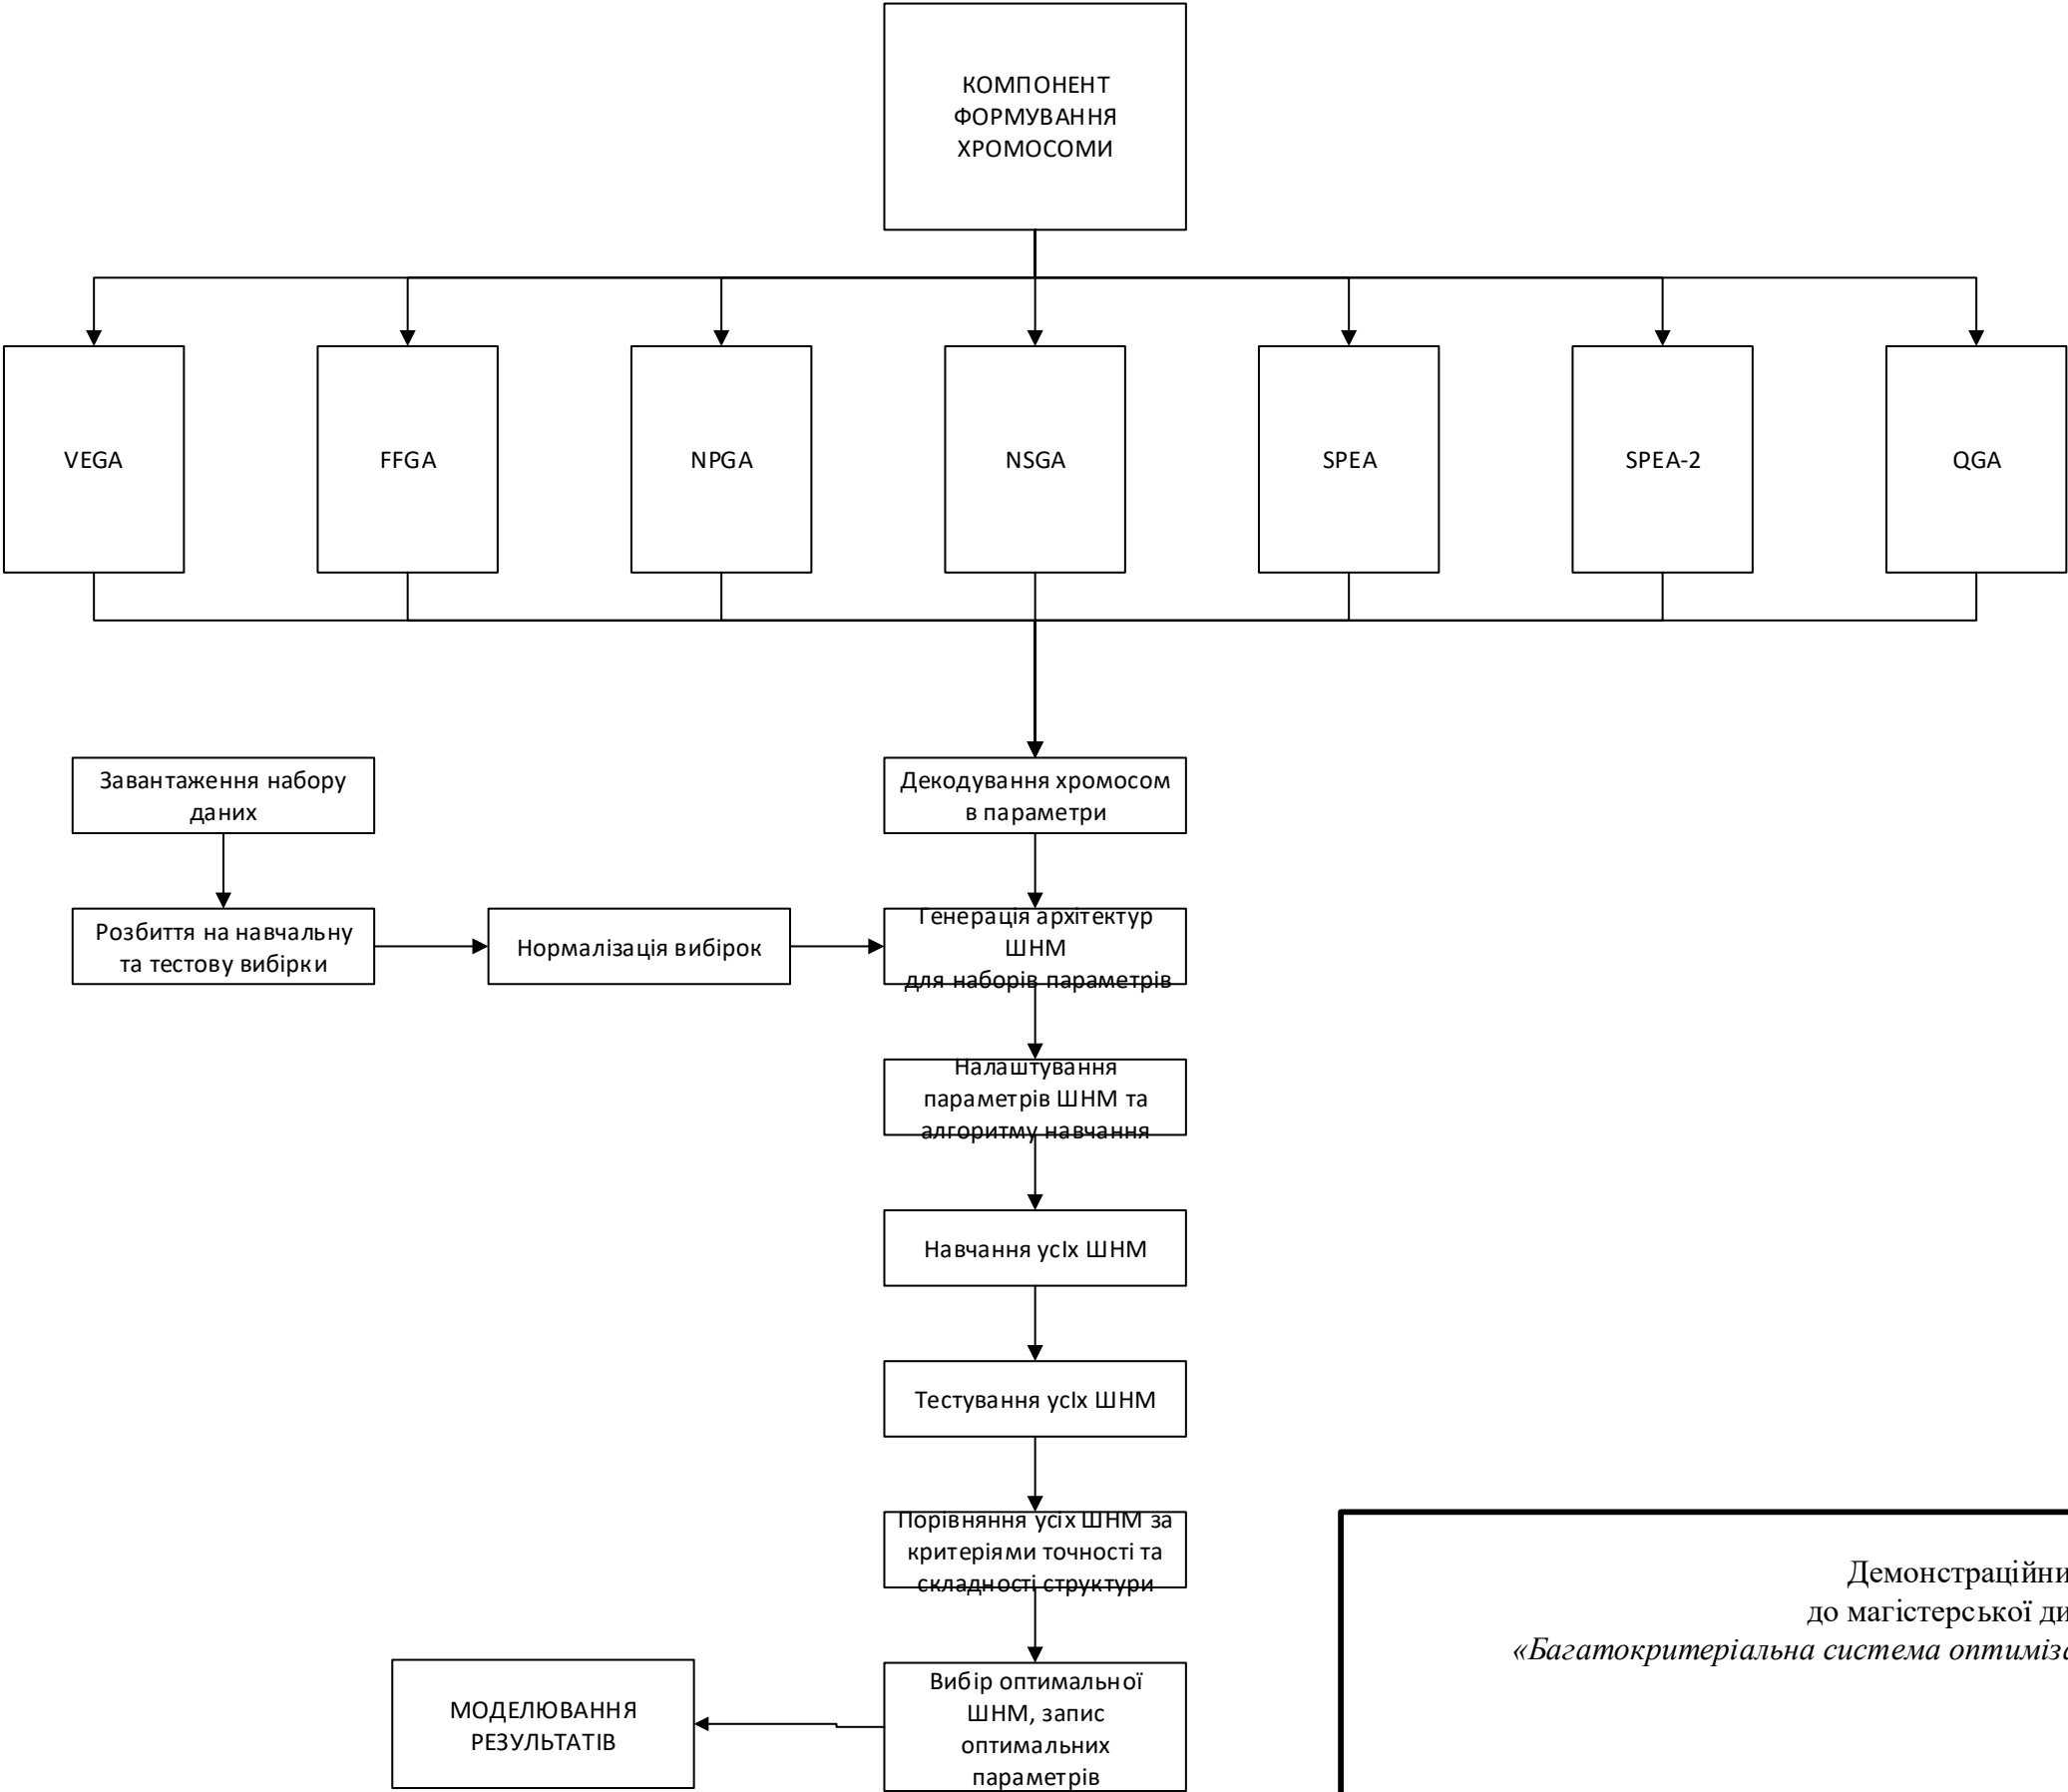 КОМПОНЕНТ
ФОРМУВАННЯ
ХРОМОСОМИ
VEGA
FFGA
NPGA
NSGA
SPEA
SPEA-2
QGA
Завантаження набору
даних
Декодування хромосом
в параметри
Розбиття на навчальну
та тестову вибірки
Нормалізація вибірок
Генерація архітектур
ШНМ
для наборів параметрів
Налаштування
параметрів ШНМ та
алгоритму навчання
Навчання усІх ШНМ
Тестування усІх ШНМ
Порівняння усіх ШНМ за
критеріями точності та
складності структури
Вибір оптимальної
ШНМ, запис
оптимальних
параметрів
МОДЕЛЮВАННЯ
РЕЗУЛЬТАТІВ
Демонстраційни
до магістерської ди
«Багатокритеріальна система оптиміза